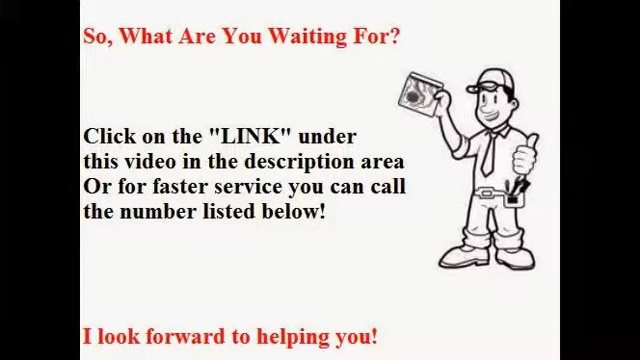 So, What Are You Waiting For?
Click on the "LINK" under
this video in the description area
Or for faster service you can call
the number listed below!
I look forward to helping you!